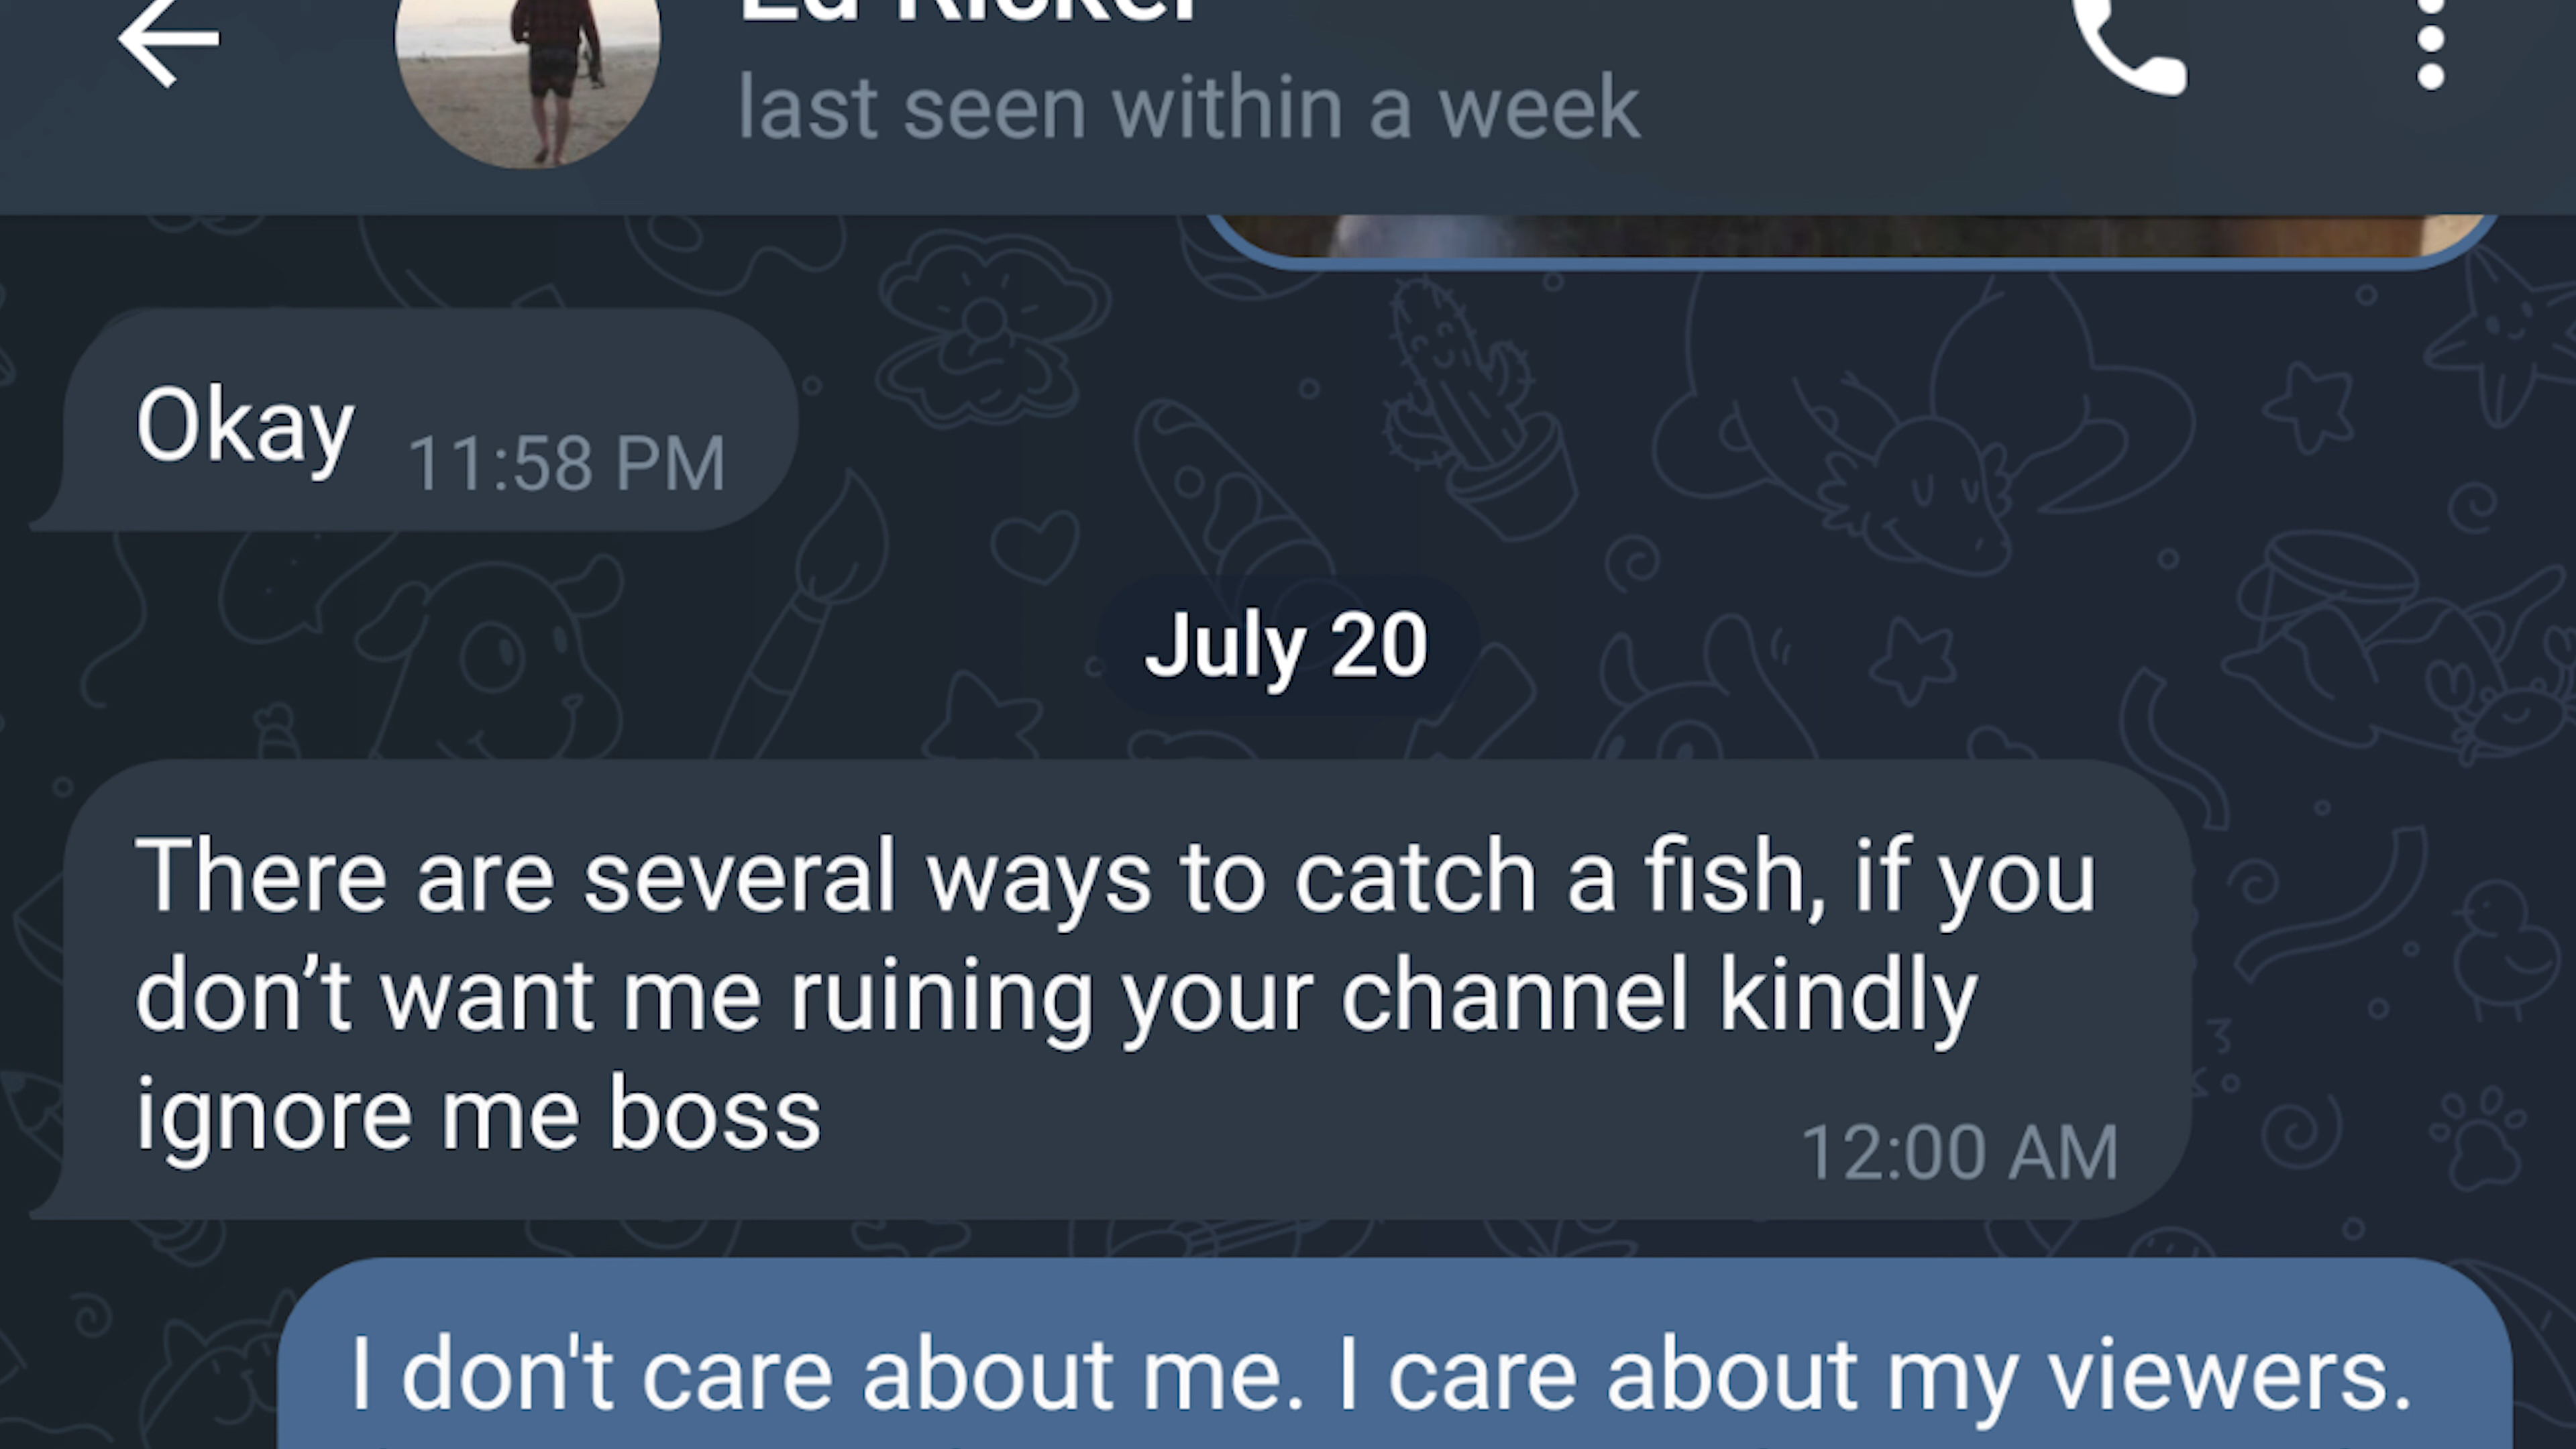 last seen within a week
Okay 11:58 PM
July 20
There are several ways to catch a fish, if you
don’t want me ruining your channel kindly
ignore me boss
12:00 AM
I don't care about me. I care about my viewers.